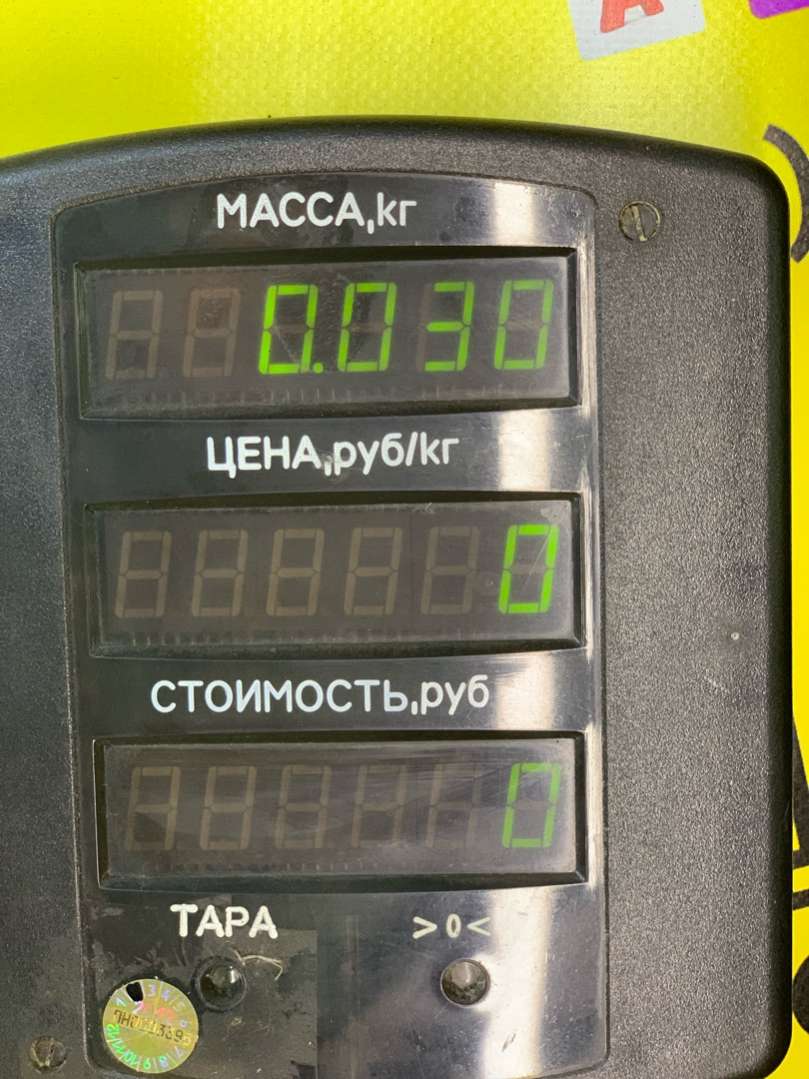 А
МАССА,кг
0.030
ЦЕНА,руб/кг
0
СТОИМОСТЬ,руб
0
ТАРА
>0<